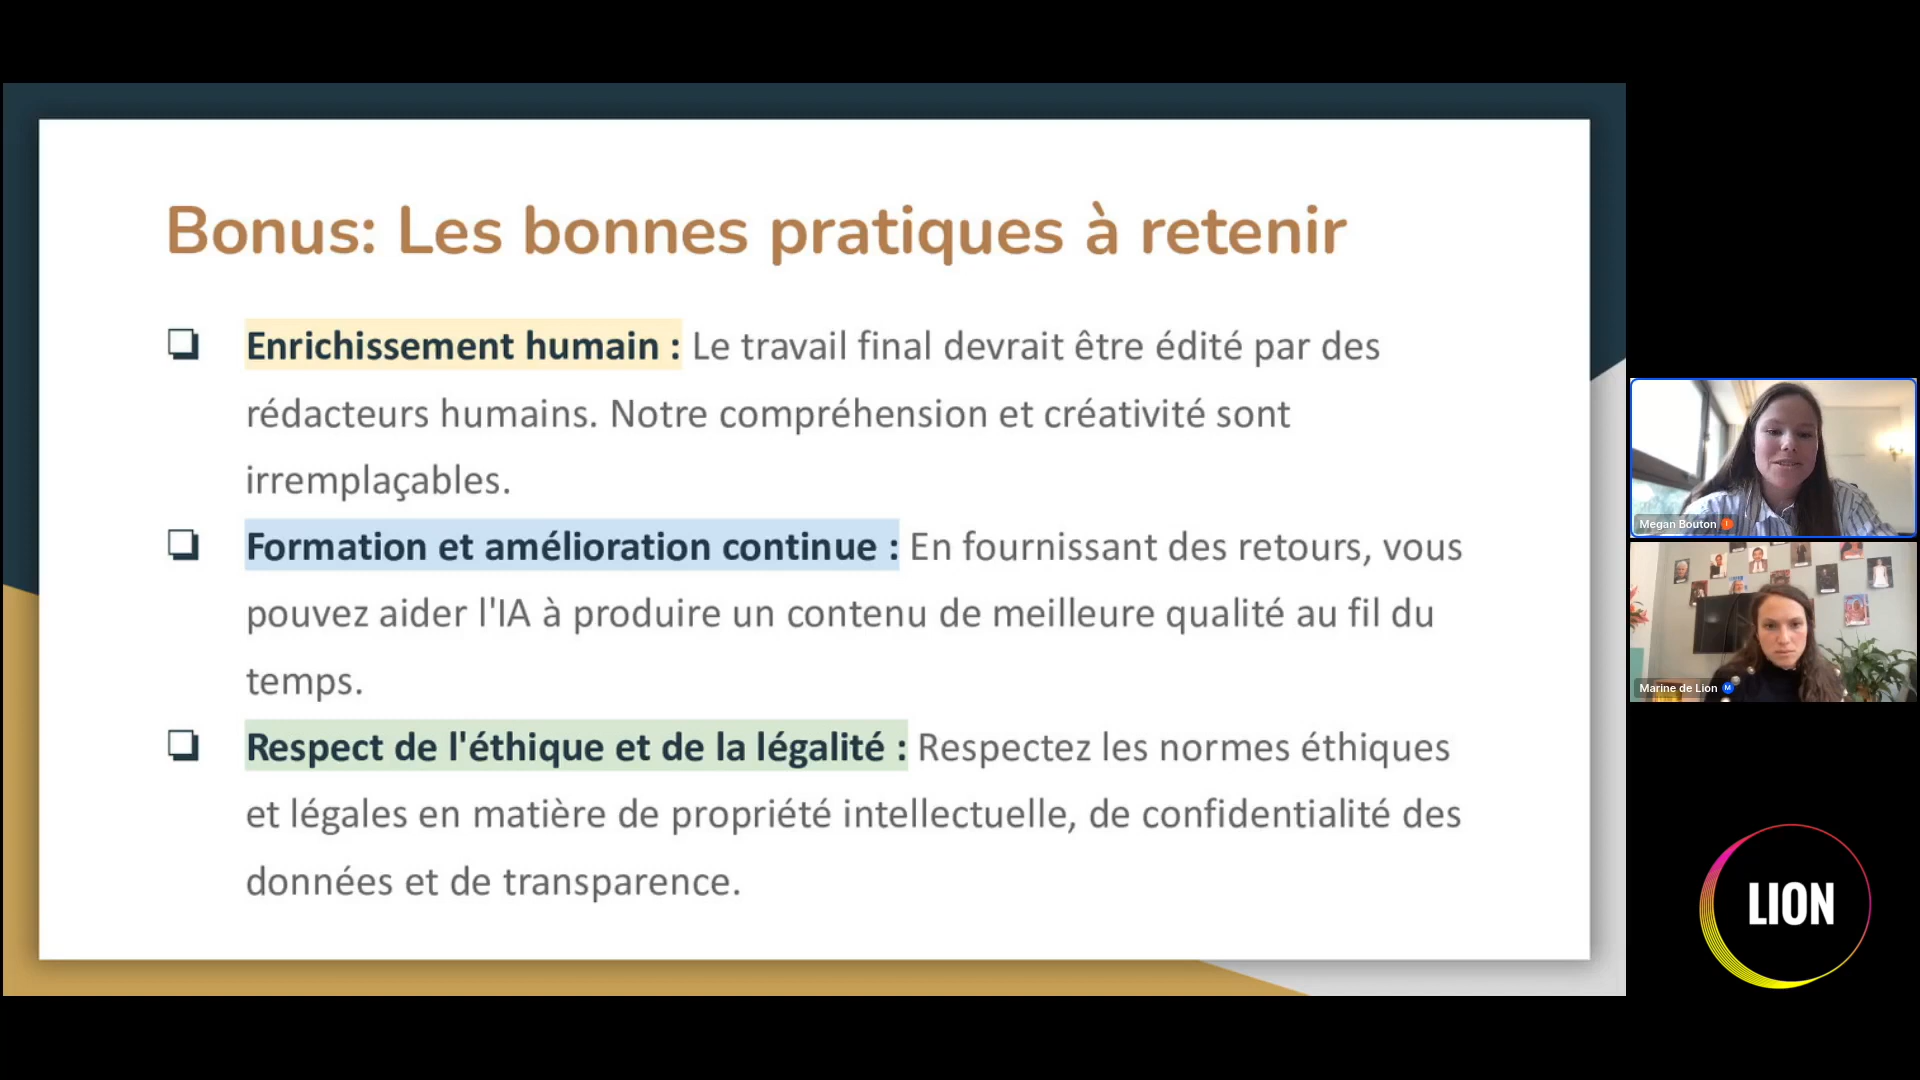 Bonus: Les bonnes pratiques à retenir
Enrichissement humain : Le travail final devrait être édité par des
rédacteurs humains. Notre compréhension et créativité sont
irremplaçables.
Formation et amélioration continue : En fournissant des retours, vous
pouvez aider l'IA à produire un contenu de meilleure qualité au fil du
temps.
Respect de l'éthique et de la légalité : Respectez les normes éthiques
et légales en matière de propriété intellectuelle, de confidentialité des
données et de transparence.
Megan Bouton
Marine de Lion M
LION